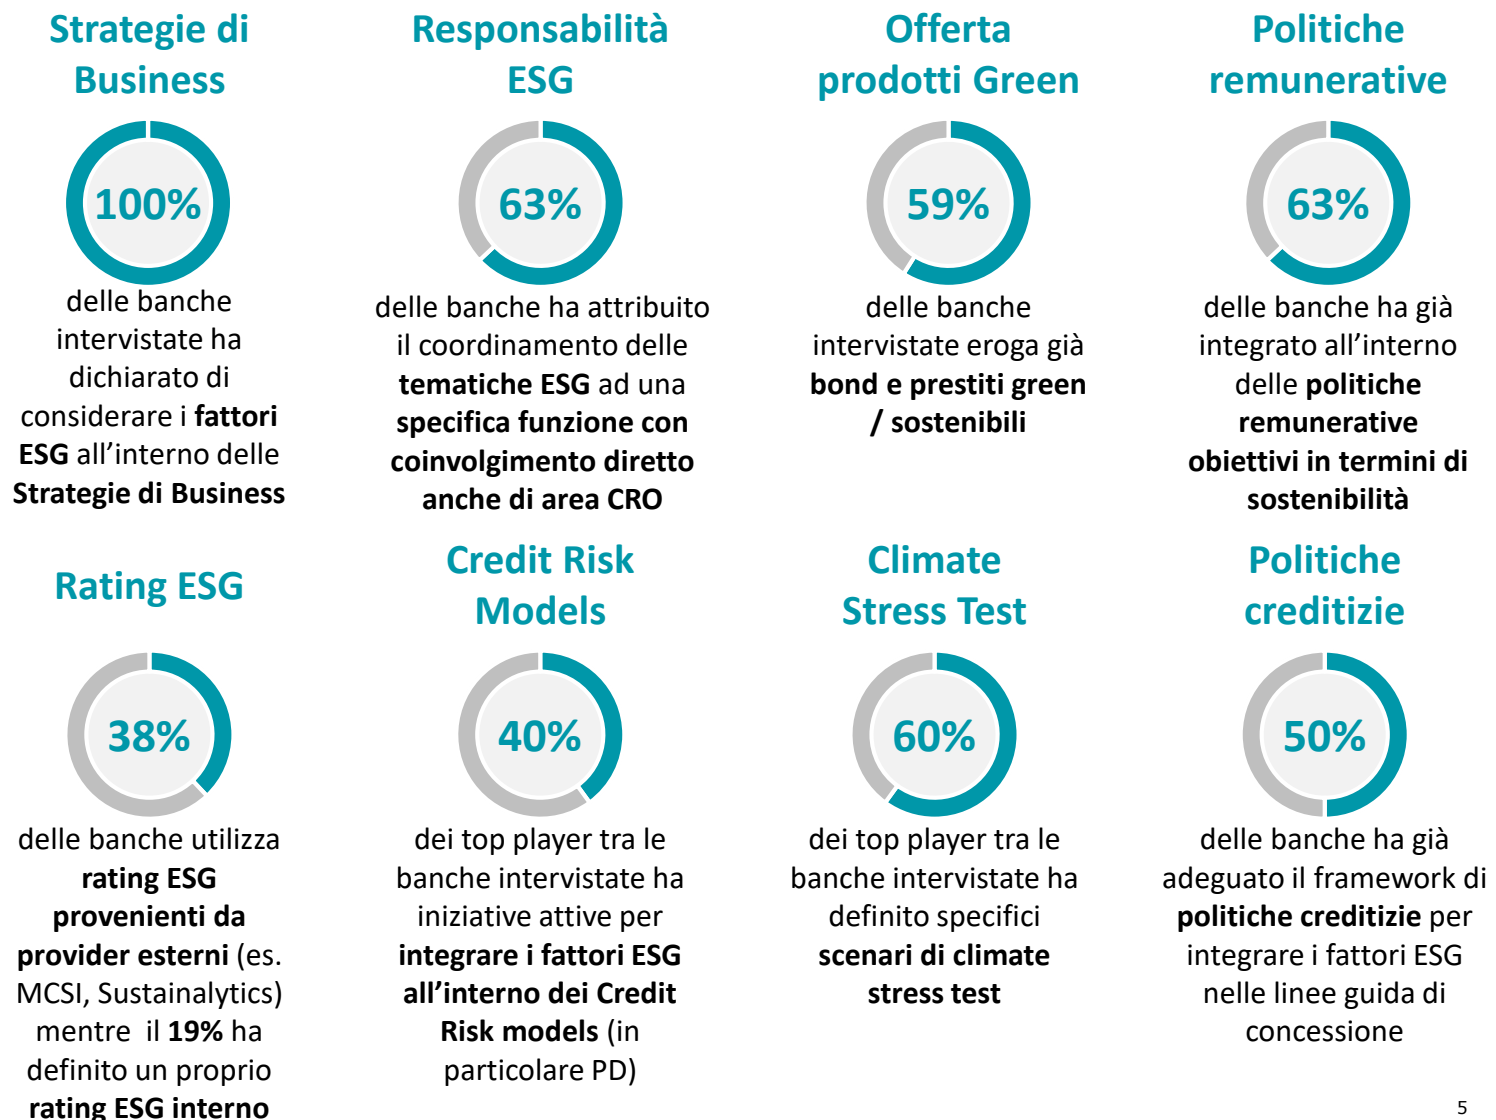 Strategie di
Business
100%
delle banche
intervistate ha
dichiarato di
considerare i fattori
ESG all’interno delle
Strategie di Business
Responsabilità
ESG
63%
delle banche ha attribuito
il coordinamento delle
tematiche ESG ad una
specifica funzione con
coinvolgimento diretto
anche di area CRO
Offerta
prodotti Green
59%
delle banche
intervistate eroga già
bond e prestiti green
/ sostenibili
Politiche
remunerative
63%
delle banche ha già
integrato all’interno
delle politiche
remunerative
obiettivi in termini di
sostenibilità
Rating ESG
38%
delle banche utilizza
rating ESG
provenienti da
provider esterni (es.
MCSI, Sustainalytics)
mentre il 19% ha
definito un proprio
rating ESG interno
Credit Risk
Models
40%
dei top player tra le
banche intervistate ha
iniziative attive per
integrare i fattori ESG
all’interno dei Credit
Risk models (in
particolare PD)
Climate
Stress Test
60%
dei top player tra le
banche intervistate ha
definito specifici
scenari di climate
stress test
Politiche
creditizie
50%
delle banche ha già
adeguato il framework di
politiche creditizie per
integrare i fattori ESG
nelle linee guida di
concessione
5